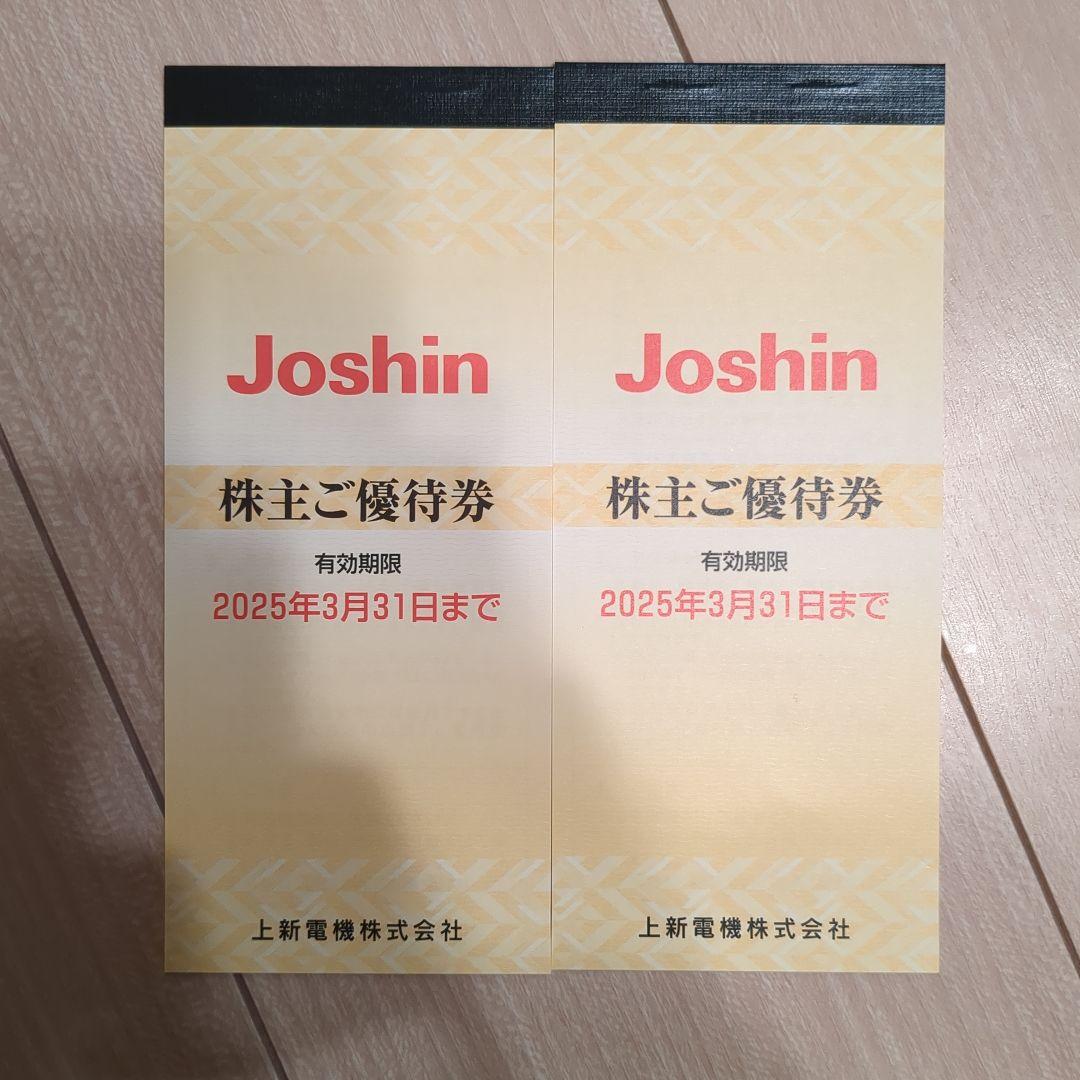 Joshin
株主ご優待券
有効期限
2025年3月31日まで
上新電機株式会社
Joshin
株主ご優待券
有効期限
2025年3月31日まで
上新電機株式会社